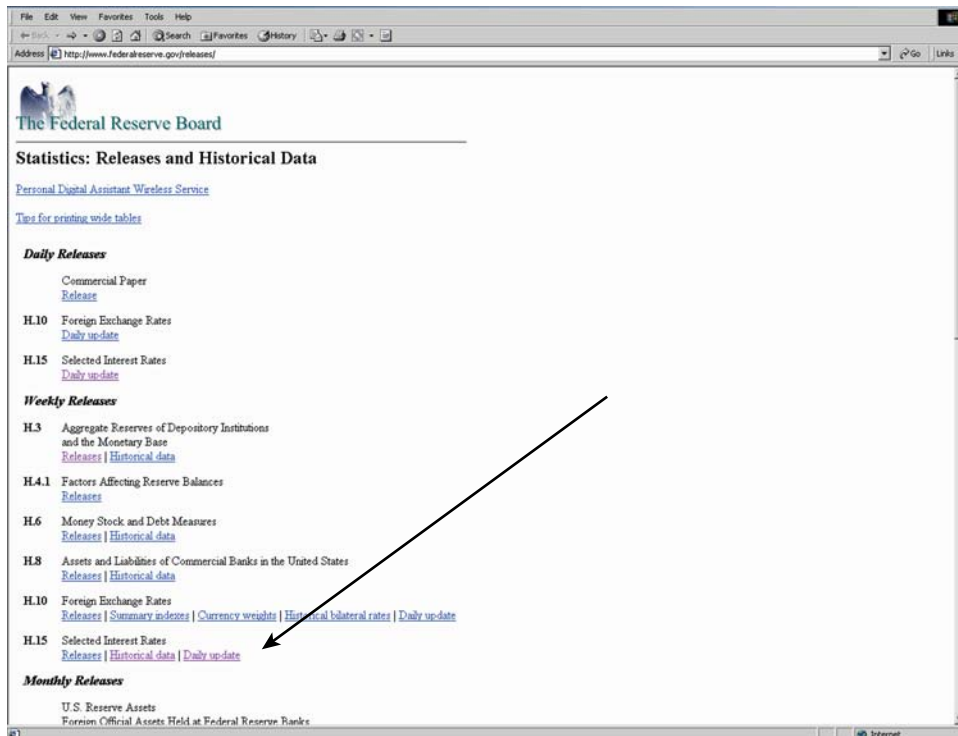 File Edit View Favorites Tools Help
Back Search Favorites History
Address http://www.federalreserve.gov/releases/ Go Links
The Federal Reserve Board
Statistics: Releases and Historical Data
Personal Digital Assistant Wireless Service
Tips for printing wide tables
Daily Releases
Commercial Paper
Release
H.10 Foreign Exchange Rates
Daily update
H.15 Selected Interest Rates
Daily update
Weekly Releases
H.3 Aggregate Reserves of Depository Institutions
and the Monetary Base
Releases | Historical data
H.4.1 Factors Affecting Reserve Balances
Releases
H.6 Money Stock and Debt Measures
Releases | Historical data
H.8 Assets and Liabilities of Commercial Banks in the United States
Releases | Historical data
H.10 Foreign Exchange Rates
Releases | Summary indexes | Currency weights | Historical bilateral rates | Daily update
H.15 Selected Interest Rates
Releases | Historical data | Daily update
Monthly Releases
U.S. Reserve Assets
Foreign Official Assets Held at Federal Reserve Banks
Internet